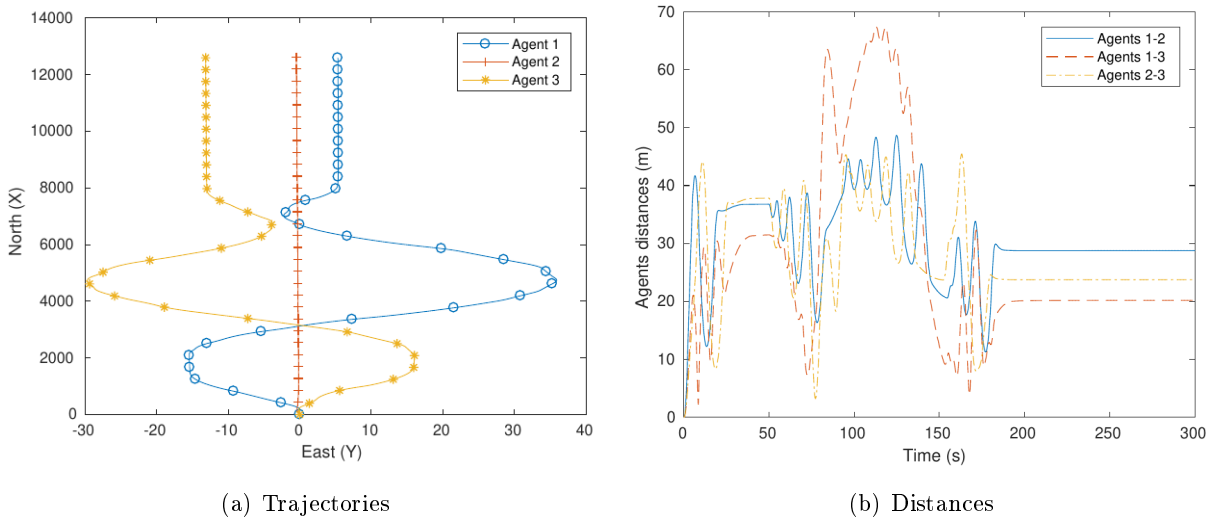 14000
12000
10000
8000
6000
4000
2000
0
-30
-20
-10
0
10
20
30
40
North (X)
East (Y)
Agent 1
Agent 2
Agent 3
(a) Trajectories
70
60
50
40
30
20
10
0
0
50
100
150
200
250
300
Agents distances (m)
Time (s)
Agents 1-2
Agents 1-3
Agents 2-3
(b) Distances